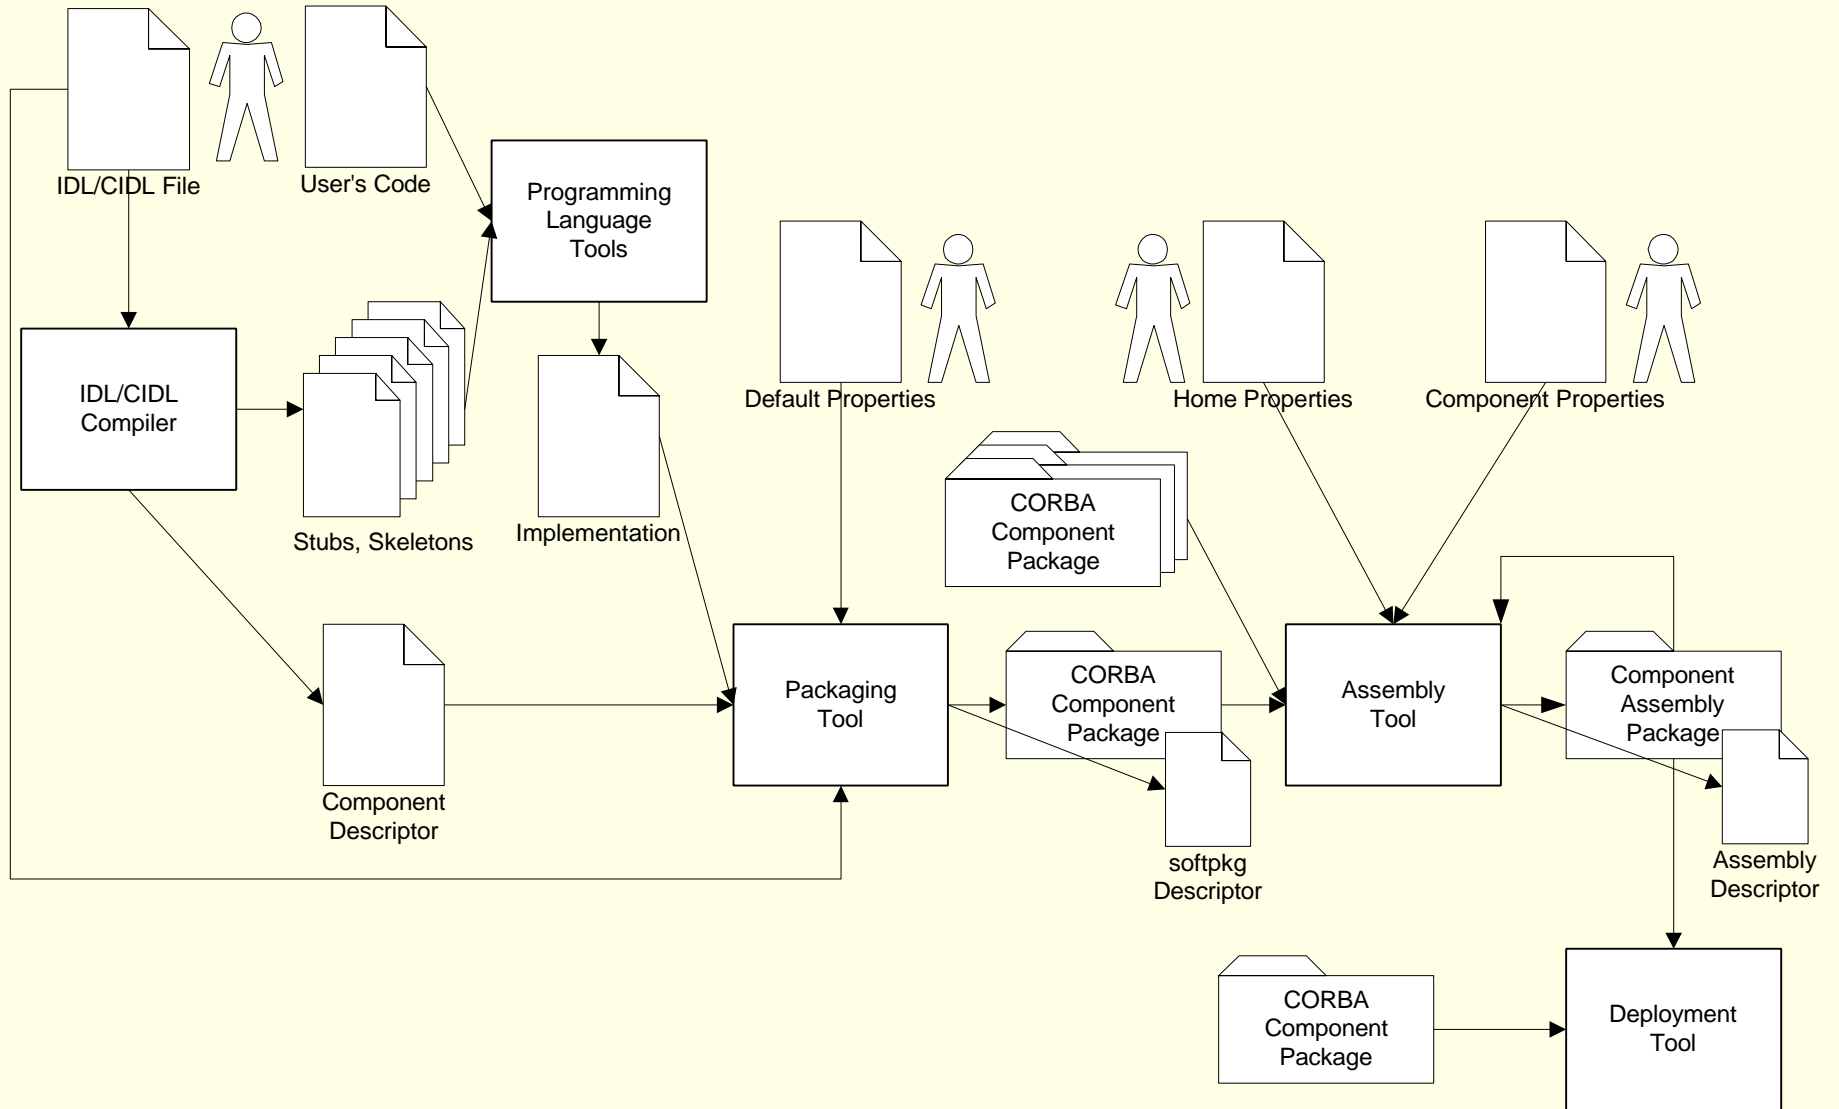 IDL/CIDL File
User's Code
Programming
Language
Tools
IDL/CIDL
Compiler
Stubs, Skeletons
Implementation
Default Properties
Home Properties
Component Properties
CORBA
Component
Package
Component
Descriptor
Packaging
Tool
CORBA
Component
Package
softpkg
Descriptor
Assembly
Tool
Component
Assembly
Package
Assembly
Descriptor
CORBA
Component
Package
Deployment
Tool